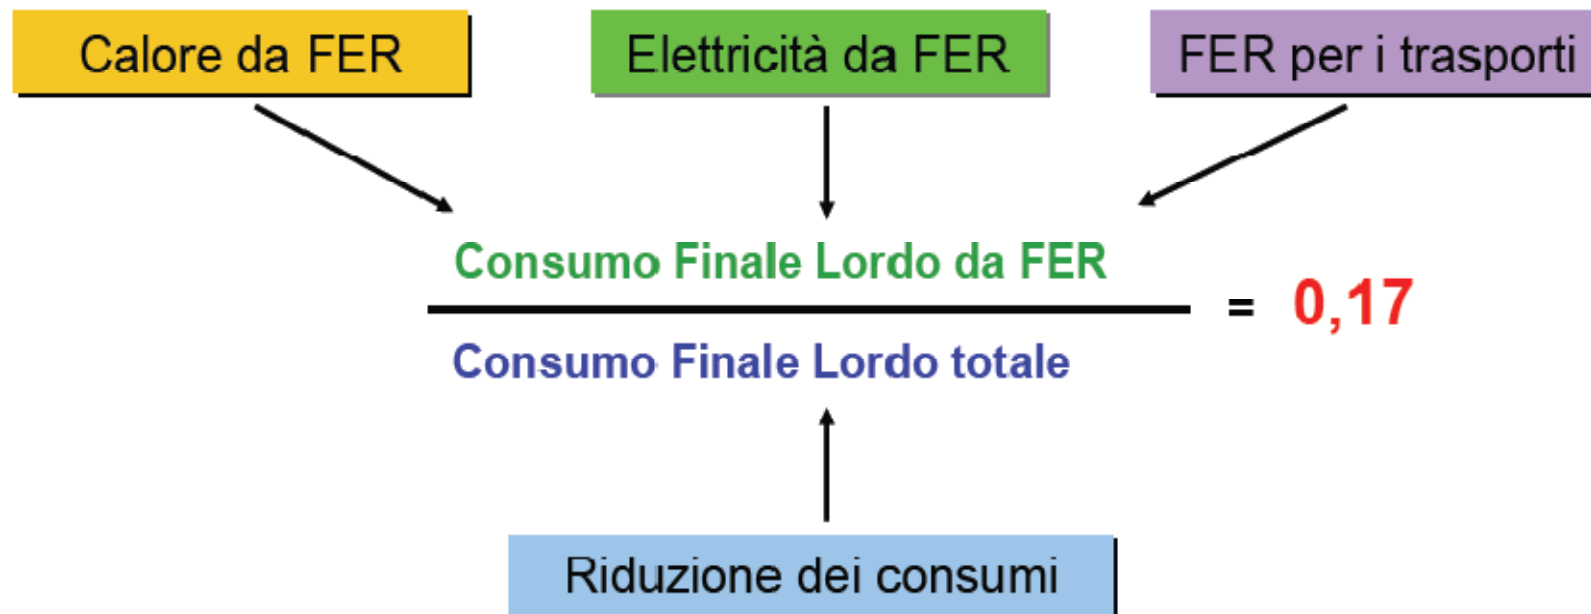 Calore da FER
Elettricità da FER
FER per i trasporti
Consumo Finale Lordo da FER
= 0,17
Consumo Finale Lordo totale
Riduzione dei consumi